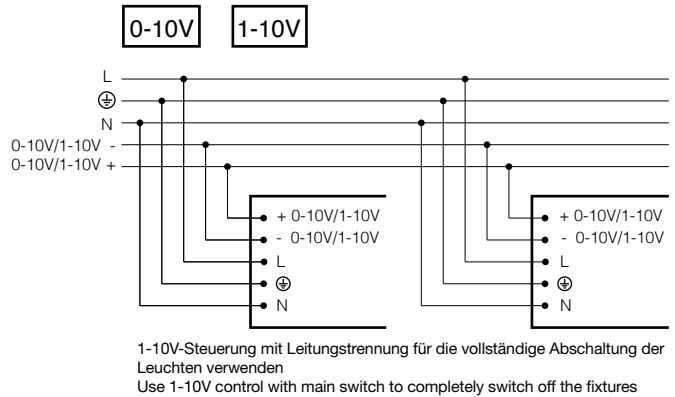 0-10V 1-10V
L
N
0-10V/1-10V -
0-10V/1-10V +
+ 0-10V/1-10V
- 0-10V/1-10V
L
N
+ 0-10V/1-10V
- 0-10V/1-10V
L
N
1-10V-Steuerung mit Leitungstrennung für die vollständige Abschaltung der
Leuchten verwenden
Use 1-10V control with main switch to completely switch off the fixtures